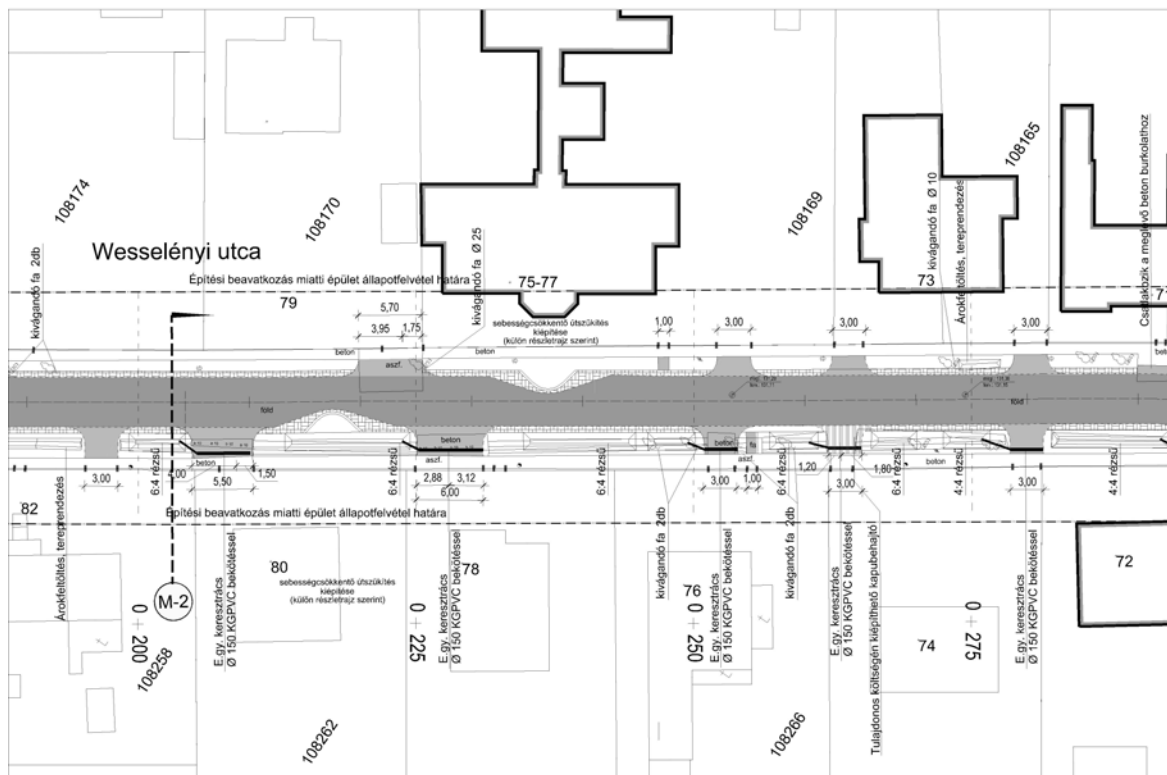 108174
108170
108169
108165
Wesselényi utca
kivágandó fa 2db
Építési beavatkozás miatti épület állapotfelvétel határa
79
75-77
73
kivágandó fa Ø 25
kivágandó fa Ø 10
Árokfeltöltés, tereprendezés
Csatlakozik a meglevő beton burkolathoz
5,70
3,95
1,75
sebességcsökkentő útszűkítés
kiépítése
(külön részletrajz szerint)
1,00
3,00
3,00
3,00
beton
aszf.
beton
föld
föld
beton
beton
aszf.
beton
aszf.
fa
beton
6:4 rézsű
6:4 rézsű
6:4 rézsű
6:4 rézsű
6:4 rézsű
4:4 rézsű
4:4 rézsű
3,00
5,50
1,50
2,88
3,12
6,00
3,00
1,00
1,20
3,00
1,80
3,00
Építési beavatkozás miatti épület állapotfelvétel határa
82
80
78
76
74
72
Árokfeltöltés, tereprendezés
M-2
0 + 200
0 + 225
0 + 250
0 + 275
sebességcsökkentő útszűkítés
kiépítése
(külön részletrajz szerint)
E.gy. keresztrács
Ø 150 KGPVC bekötéssel
E.gy. keresztrács
Ø 150 KGPVC bekötéssel
kivágandó fa 2db
E.gy. keresztrács
Ø 150 KGPVC bekötéssel
kivágandó fa 2db
E.gy. keresztrács
Ø 150 KGPVC bekötéssel
Tulajdonos költségén kiépíthető kapubehajtó
E.gy. keresztrács
Ø 150 KGPVC bekötéssel
108258
108262
108266